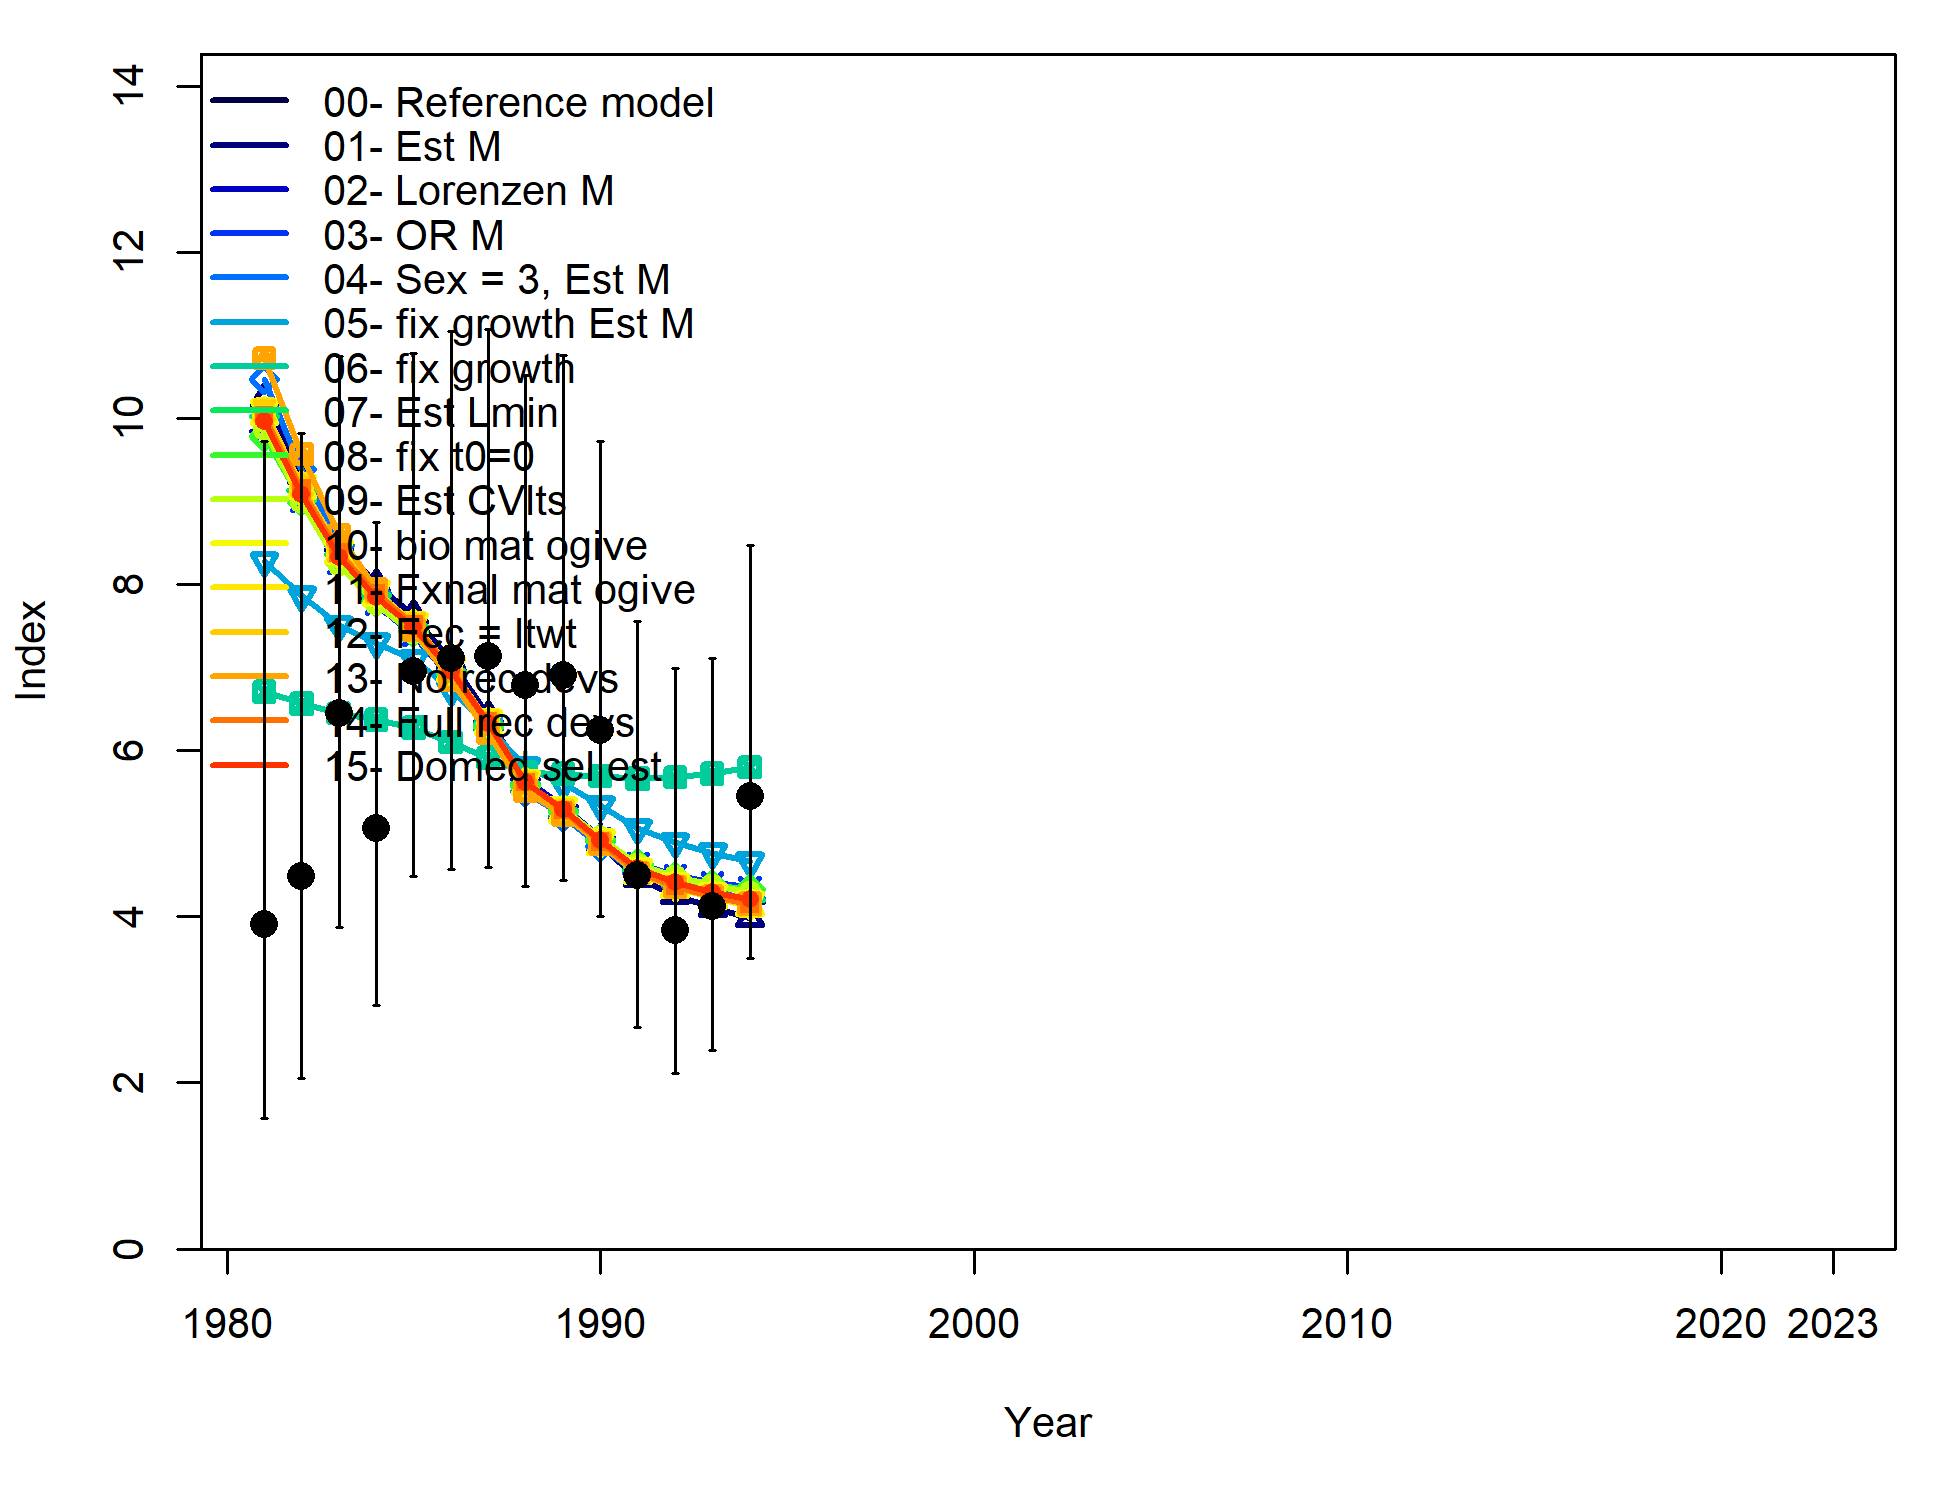 14
12
10
8
6
4
2
0
Index
00- Reference model
01- Est M
02- Lorenzen M
03- OR M
04- Sex = 3, Est M
05- fix growth Est M
06- fix growth
07- Est Lmin
08- fix t0=0
09- Est CVlts
10- bio mat ogive
11- Fxnal mat ogive
12- Fec = ltwt
13- No rec devs
14- Full rec devs
15- Domed sel est
1980 1990 2000 2010 2020 2023
Year